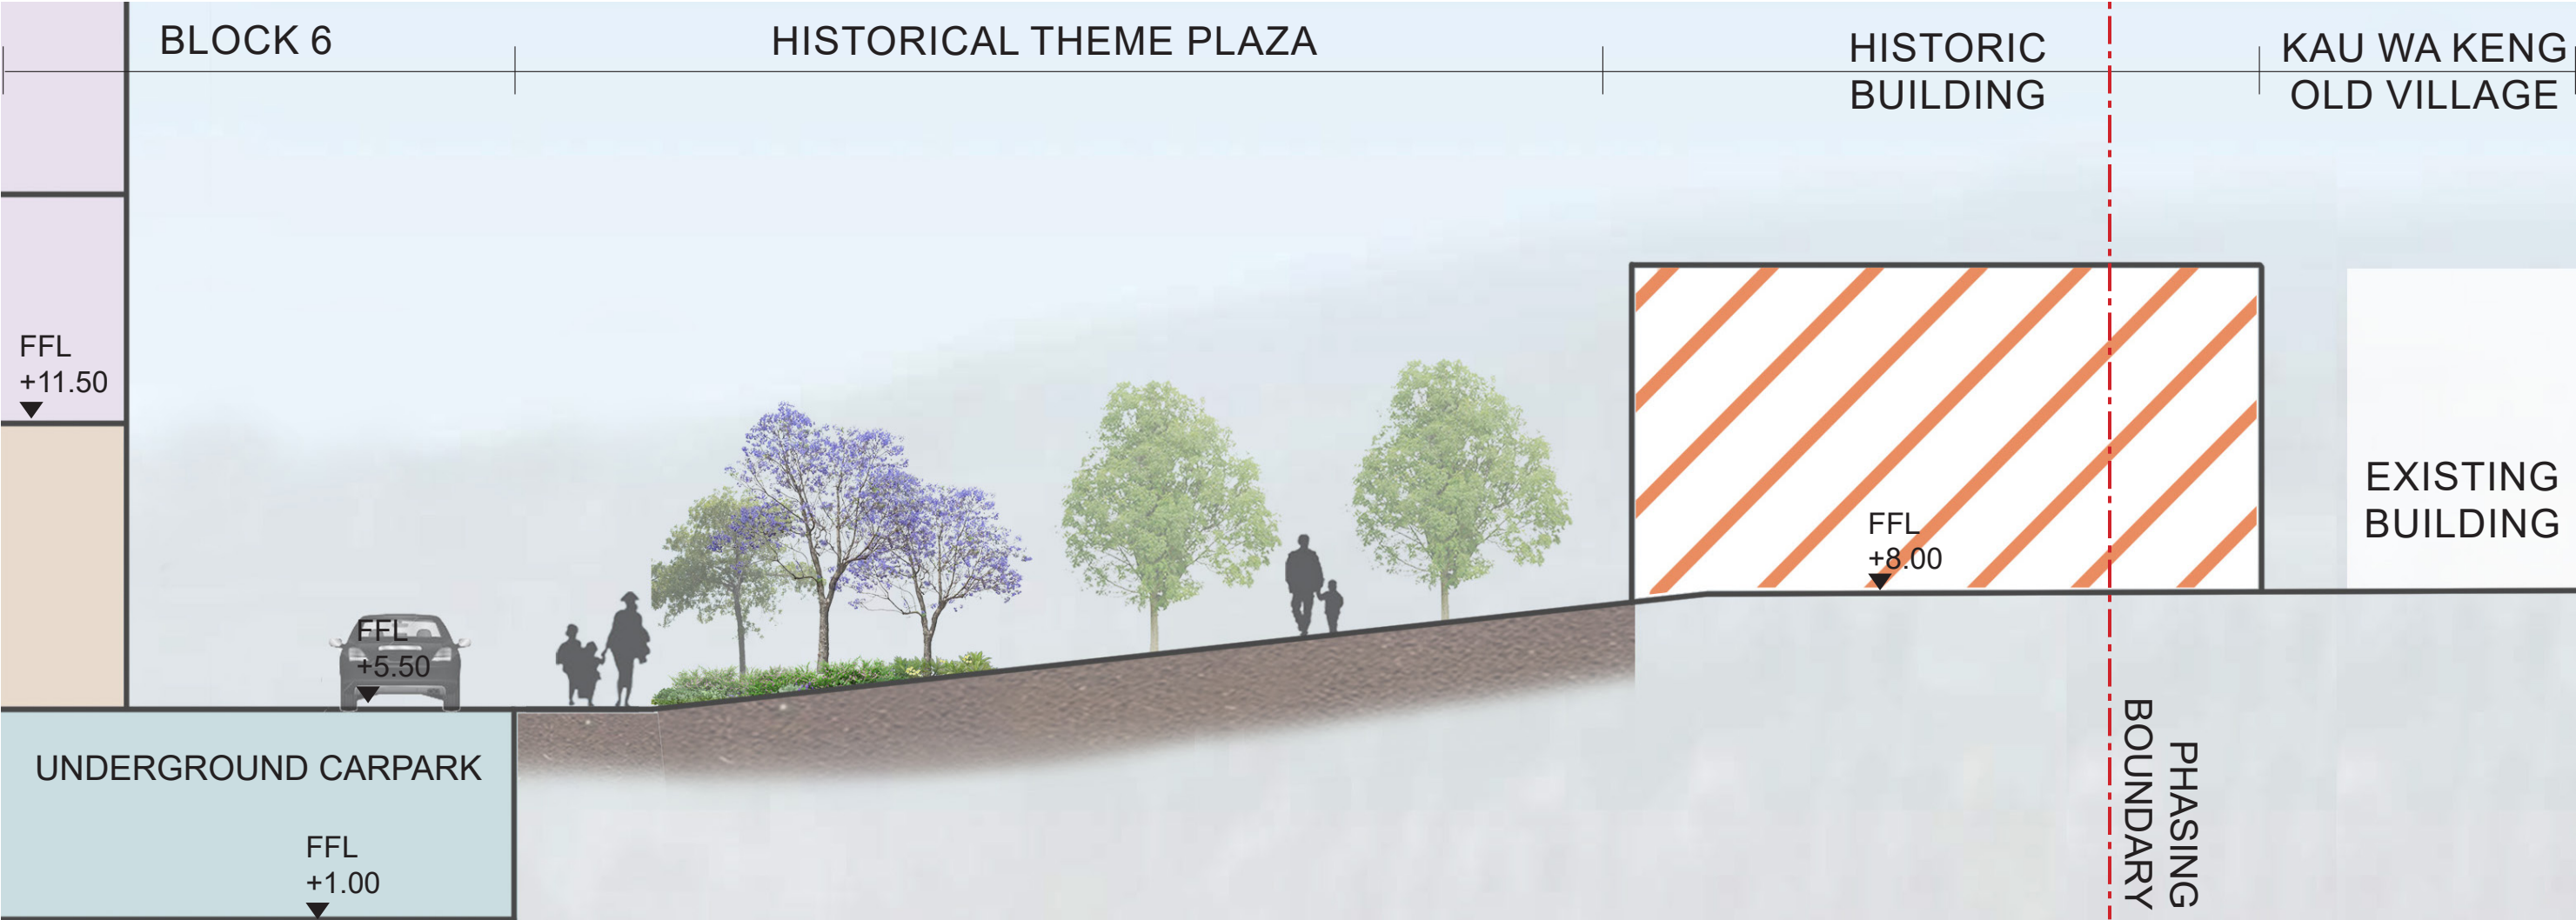 BLOCK 6
HISTORICAL THEME PLAZA
HISTORIC
BUILDING
KAU WA KENG
OLD VILLAGE
FFL
+11.50
FFL
+5.50
UNDERGROUND CARPARK
FFL
+1.00
FFL
+8.00
EXISTING
BUILDING
PHASING
BOUNDARY